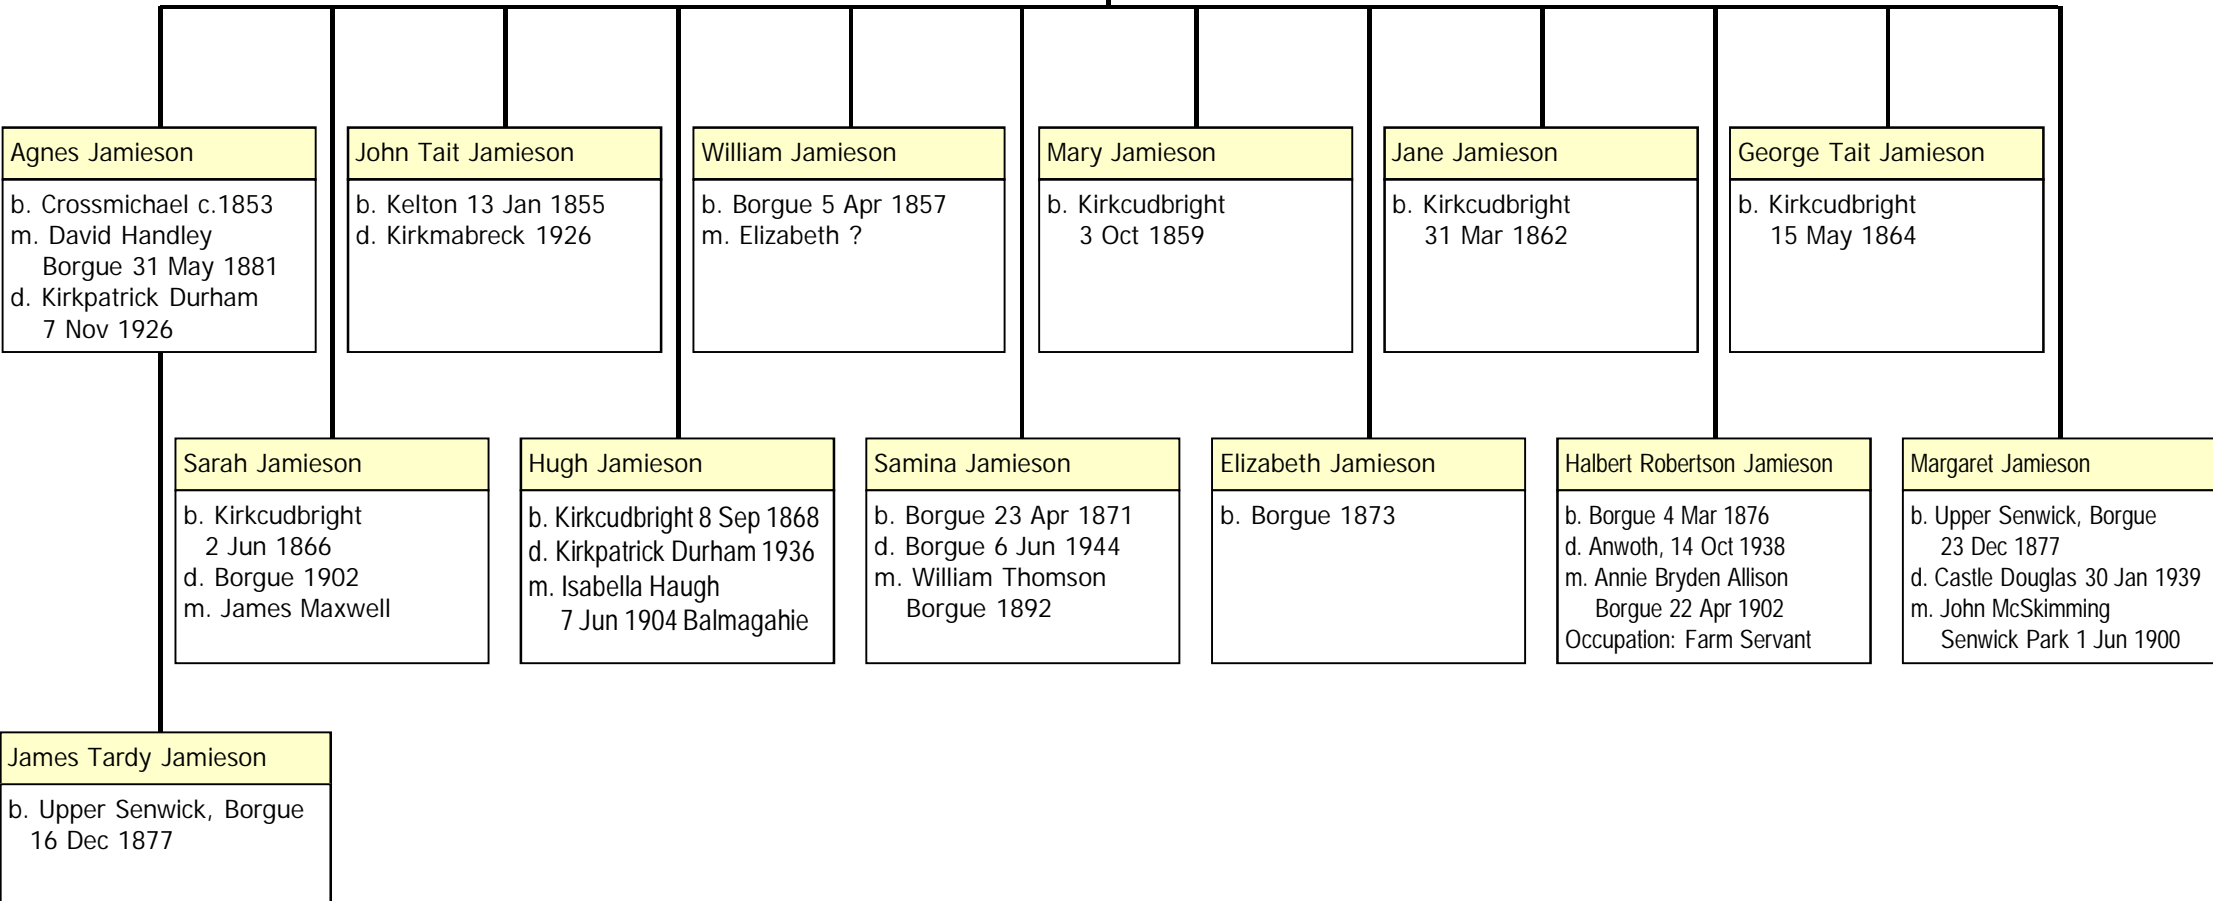 Agnes Jamieson
b. Crossmichael c.1853
m. David Handley
Borgue 31 May 1881
d. Kirkpatrick Durham
7 Nov 1926
John Tait Jamieson
b. Kelton 13 Jan 1855
d. Kirkmabreck 1926
William Jamieson
b. Borgue 5 Apr 1857
m. Elizabeth ?
Mary Jamieson
b. Kirkcudbright
3 Oct 1859
Jane Jamieson
b. Kirkcudbright
31 Mar 1862
George Tait Jamieson
b. Kirkcudbright
15 May 1864
Sarah Jamieson
b. Kirkcudbright
2 Jun 1866
d. Borgue 1902
m. James Maxwell
Hugh Jamieson
b. Kirkcudbright 8 Sep 1868
d. Kirkpatrick Durham 1936
m. Isabella Haugh
7 Jun 1904 Balmagahie
Samina Jamieson
b. Borgue 23 Apr 1871
d. Borgue 6 Jun 1944
m. William Thomson
Borgue 1892
Elizabeth Jamieson
b. Borgue 1873
Halbert Robertson Jamieson
b. Borgue 4 Mar 1876
d. Anwoth, 14 Oct 1938
m. Annie Bryden Allison
Borgue 22 Apr 1902
Occupation: Farm Servant
Margaret Jamieson
b. Upper Senwick, Borgue
23 Dec 1877
d. Castle Douglas 30 Jan 1939
m. John McSkimming
Senwick Park 1 Jun 1900
James Tardy Jamieson
b. Upper Senwick, Borgue
16 Dec 1877